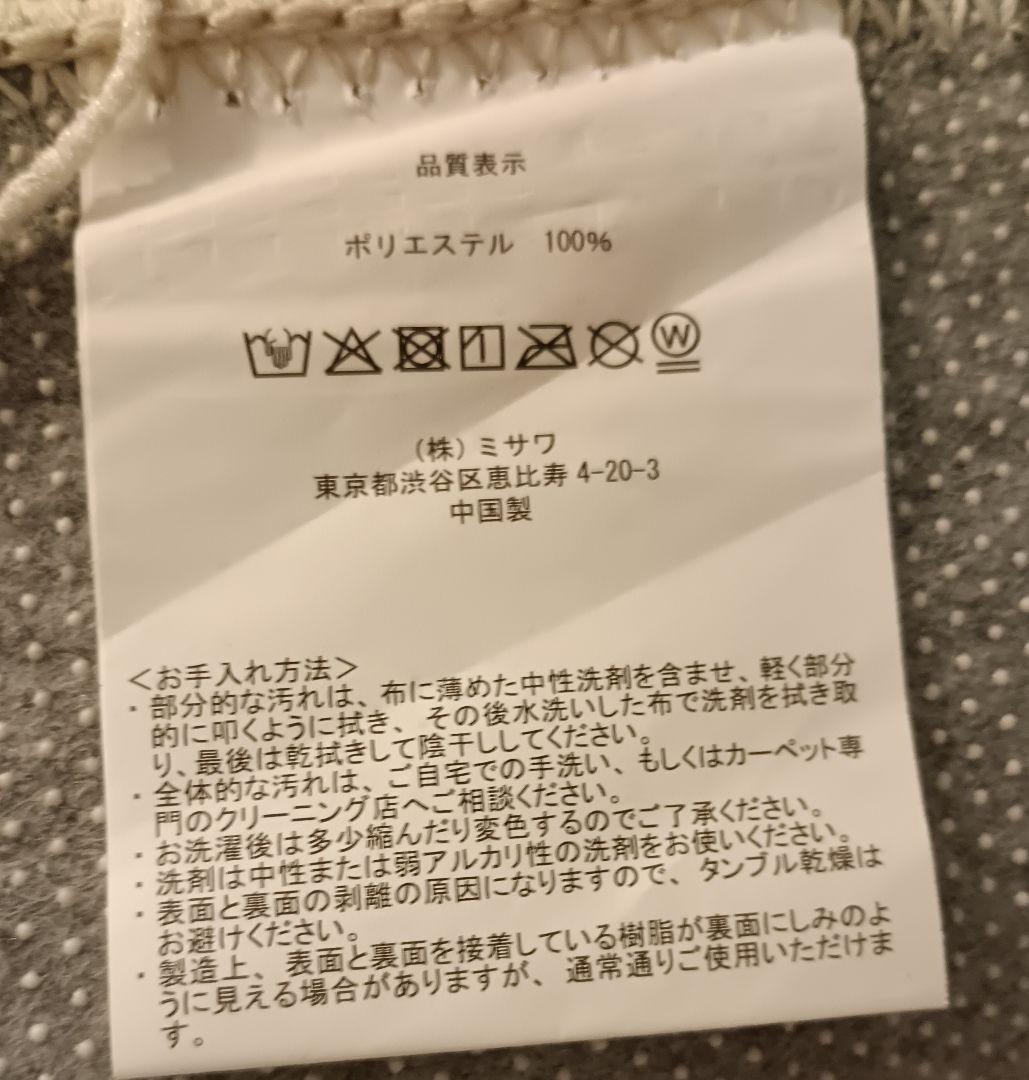 品質表示
ポリエステル 100%
W
(株)ミサワ
東京都渋谷区恵比寿 4-20-3
中国製
＜お手入れ方法＞
・部分的な汚れは、布に薄めた中性洗剤を含ませ、軽く部分
的に叩くように拭き、その後水洗いした布で洗剤を拭き取
り、最後は乾拭きして陰干ししてください。
・全体的な汚れは、ご自宅での手洗い、もしくはカーペット専
門のクリーニング店へご相談ください。
・お洗濯後は多少縮んだり変色するのでご了承ください。
・洗剤は中性または弱アルカリ性の洗剤をお使いください。
・表面と裏面の剥離の原因になりますので、タンブル乾燥は
お避けください。
・製造上、表面と裏面を接着している樹脂が裏面にしみのよ
うに見える場合がありますが、通常通りご使用いただけま
す。